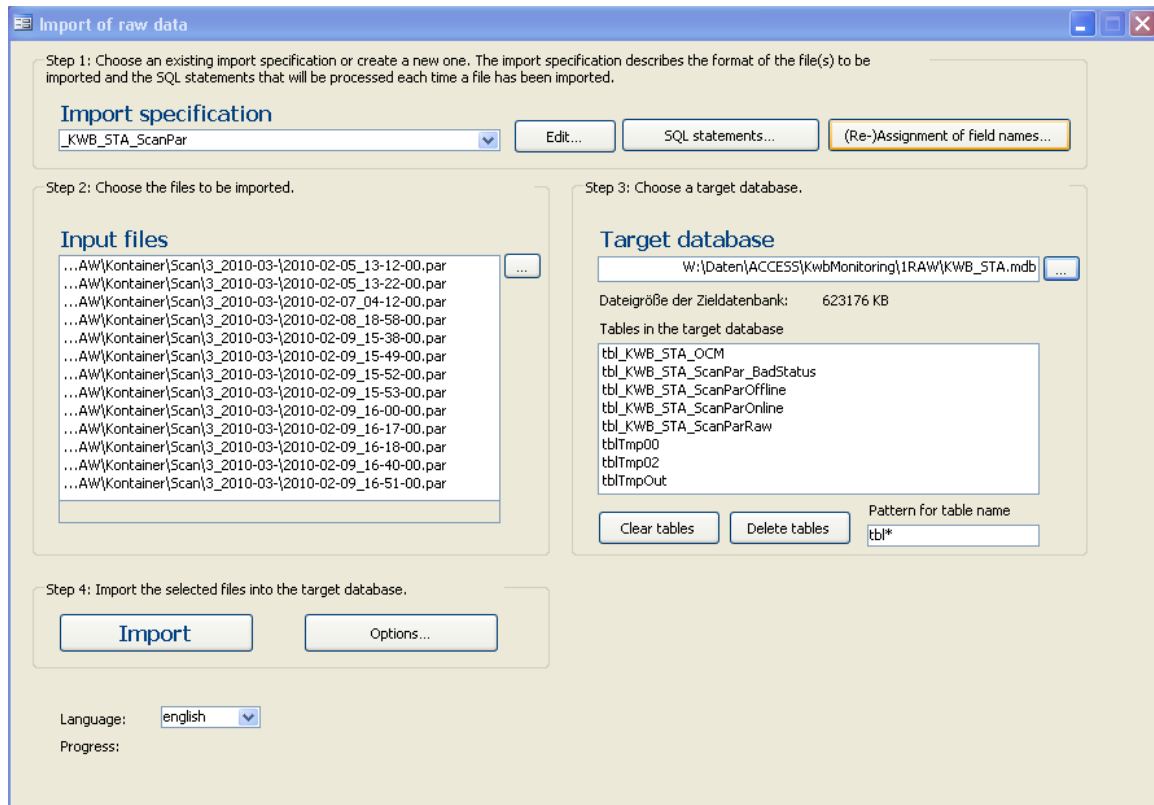 Import of raw data
Step 1: Choose an existing import specification or create a new one. The import specification describes the format of the file(s) to be
imported and the SQL statements that will be processed each time a file has been imported.
Import specification
_KWB_STA_ScanPar
Edit...
SQL statements...
(Re-)Assignment of field names...
Step 2: Choose the files to be imported.
Input files
...AW\Kontainer\Scan\3_2010-03-\2010-02-05_13-12-00.par
...AW\Kontainer\Scan\3_2010-03-\2010-02-05_13-22-00.par
...AW\Kontainer\Scan\3_2010-03-\2010-02-07_04-12-00.par
...AW\Kontainer\Scan\3_2010-03-\2010-02-08_18-58-00.par
...AW\Kontainer\Scan\3_2010-03-\2010-02-09_15-38-00.par
...AW\Kontainer\Scan\3_2010-03-\2010-02-09_15-49-00.par
...AW\Kontainer\Scan\3_2010-03-\2010-02-09_15-52-00.par
...AW\Kontainer\Scan\3_2010-03-\2010-02-09_15-53-00.par
...AW\Kontainer\Scan\3_2010-03-\2010-02-09_16-00-00.par
...AW\Kontainer\Scan\3_2010-03-\2010-02-09_16-17-00.par
...AW\Kontainer\Scan\3_2010-03-\2010-02-09_16-18-00.par
...AW\Kontainer\Scan\3_2010-03-\2010-02-09_16-40-00.par
...AW\Kontainer\Scan\3_2010-03-\2010-02-09_16-51-00.par
...
Step 3: Choose a target database.
Target database
W:\Daten\ACCESS\KwbMonitoring\1RAW\KWB_STA.mdb
...
Dateigröße der Zieldatenbank: 623176 KB
Tables in the target database
tbl_KWB_STA_OCM
tbl_KWB_STA_ScanPar_BadStatus
tbl_KWB_STA_ScanParOffline
tbl_KWB_STA_ScanParOnline
tbl_KWB_STA_ScanParRaw
tblTmp00
tblTmp02
tblTmpOut
Clear tables
Delete tables
Pattern for table name
tbl*
Step 4: Import the selected files into the target database.
Import
Options...
Language: english
Progress: